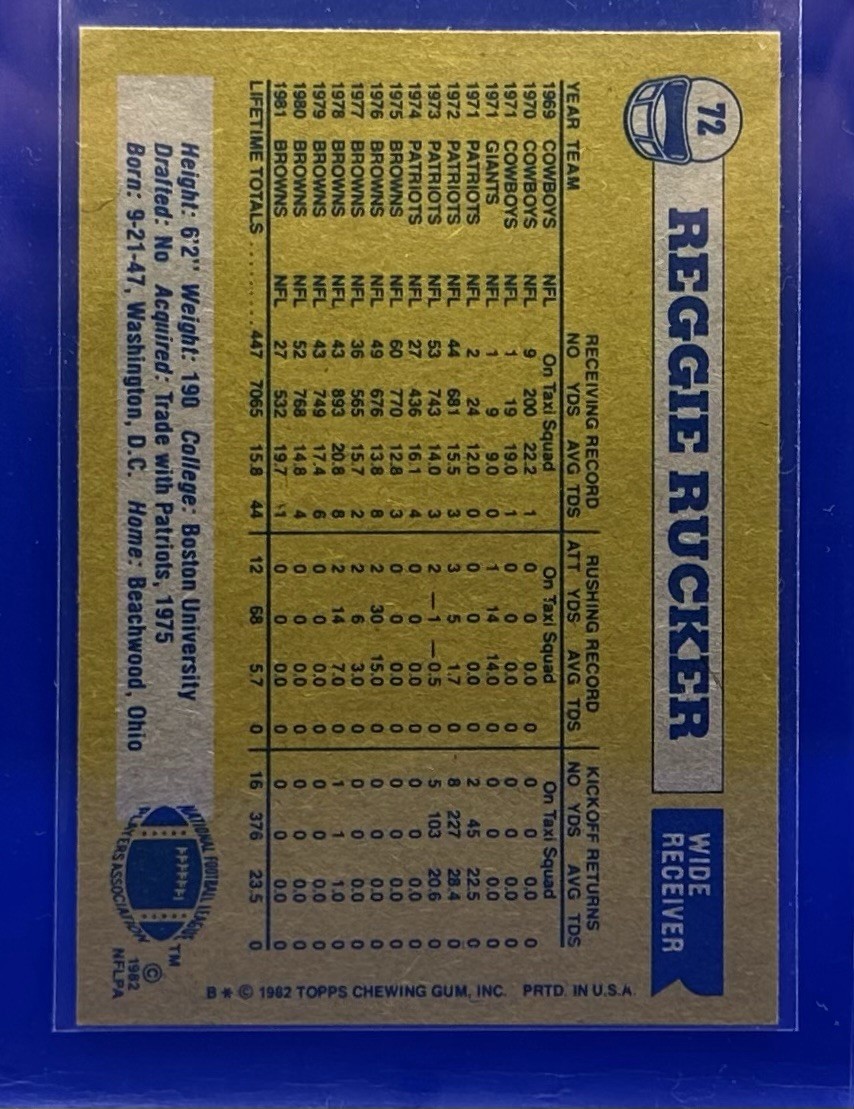 72
REGGIE RUCKER
WIDE
RECEIVER
RECEIVING RECORD RUSHING RECORD KICKOFF RETURNS
YEAR TEAM NO YDS AVG TDS ATT YDS AVG TDS NO YDS AVG TDS
1969 COWBOYS NFL On Taxi Squad On Taxi Squad On Taxi Squad
1970 COWBOYS NFL 9 200 22.2 1 0 0 0.0 0 0 0 0.0 0
1971 COWBOYS NFL 1 19 19.0 1 0 0 0.0 0 0 0 0.0 0
1971 GIANTS NFL 1 9 9.0 0 1 14 14.0 0 0 0 0.0 0
1971 PATRIOTS NFL 2 24 12.0 0 0 0 0.0 0 2 45 22.5 0
1972 PATRIOTS NFL 44 681 15.5 3 3 5 1.7 0 8 227 28.4 0
1973 PATRIOTS NFL 53 743 14.0 3 2 —1 —0.5 0 5 103 20.6 0
1974 PATRIOTS NFL 27 436 16.1 4 0 0 0.0 0 0 0 0.0 0
1975 BROWNS NFL 60 770 12.8 3 0 0 0.0 0 0 0 0.0 0
1976 BROWNS NFL 49 676 13.8 8 2 30 15.0 0 0 0 0.0 0
1977 BROWNS NFL 36 565 15.7 2 2 6 3.0 0 0 0 0.0 0
1978 BROWNS NFL 43 893 20.8 8 2 14 7.0 0 1 1 1.0 0
1979 BROWNS NFL 43 749 17.4 6 0 0 0.0 0 0 0 0.0 0
1980 BROWNS NFL 52 768 14.8 4 0 0 0.0 0 0 0 0.0 0
1981 BROWNS NFL 27 532 19.7 1 0 0 0.0 0 0 0 0.0 0
LIFETIME TOTALS ......... 447 7065 15.8 44 12 68 5.7 0 16 376 23.5 0
B* © 1982 TOPPS CHEWING GUM, INC. PRTD. IN U.S.A.
Height: 6'2" Weight: 190 College: Boston University
Drafted: No Acquired: Trade with Patriots, 1975
Born: 9-21-47, Washington, D.C. Home: Beachwood, Ohio
NATIONAL FOOTBALL LEAGUE
PLAYERS ASSOCIATION
TM
©
1982
NFLPA